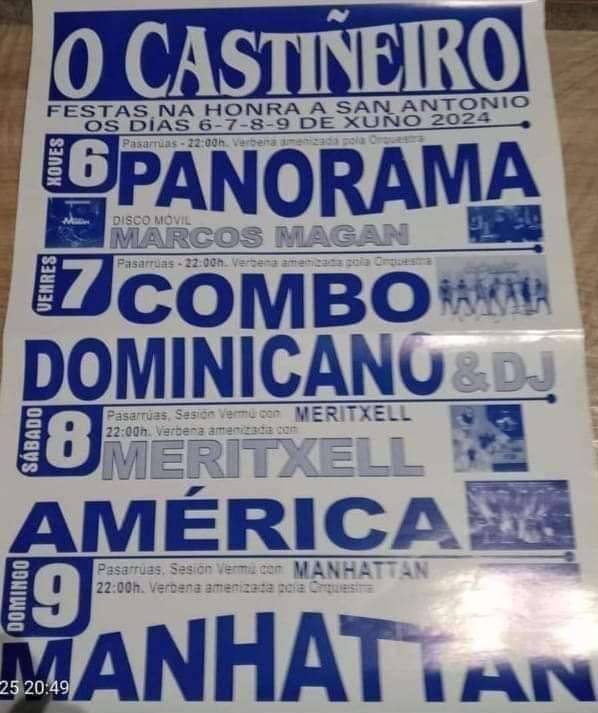 O CASTIÑEIRO
FESTAS NA HONRA A SAN ANTONIO
OS DÍAS 6-7-8-9 DE XUÑO 2024
XOVES
6
Pasarrúas - 22:00h. Verbena amenizada pola Orquestra
PANORAMA
DISCO MÓVIL
MARCOS MAGAN
VENRES
7
Pasarrúas - 22:00h. Verbena amenizada pola Orquestra
COMBO
DOMINICANO & DJ
SÁBADO
8
Pasarrúas, Sesión Vermú con MERITXELL
22:00h. Verbena amenizada con
MERITXELL
AMÉRICA
DOMINGO
9
Pasarrúas, Sesión Vermú con MANHATTAN
22:00h. Verbena amenizada pola Orquestra
MANHATTAN
25 20:49